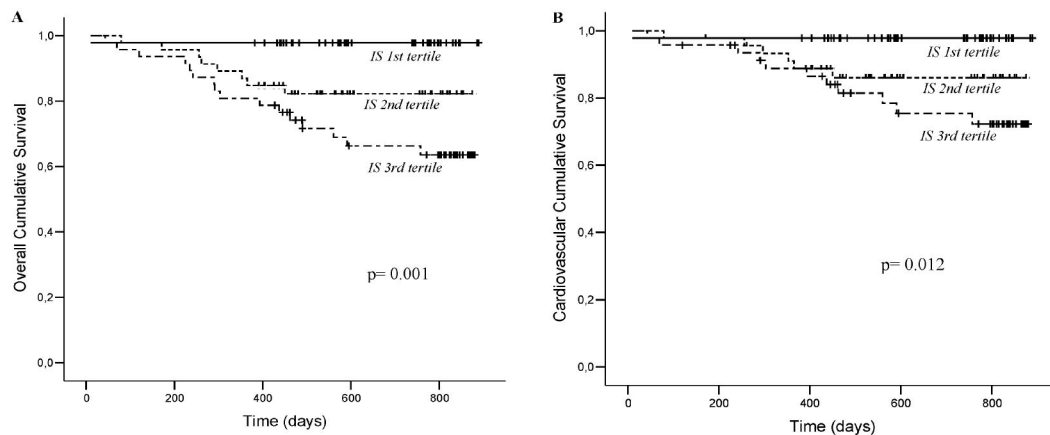 A
Overall Cumulative Survival
1,0
0,8
0,6
0,4
0,2
0,0
IS 1st tertile
IS 2nd tertile
IS 3rd tertile
p= 0.001
0 200 400 600 800
Time (days)
B
Cardiovascular Cumulative Survival
1,0
0,8
0,6
0,4
0,2
0,0
IS 1st tertile
IS 2nd tertile
IS 3rd tertile
p= 0.012
0 200 400 600 800
Time (days)